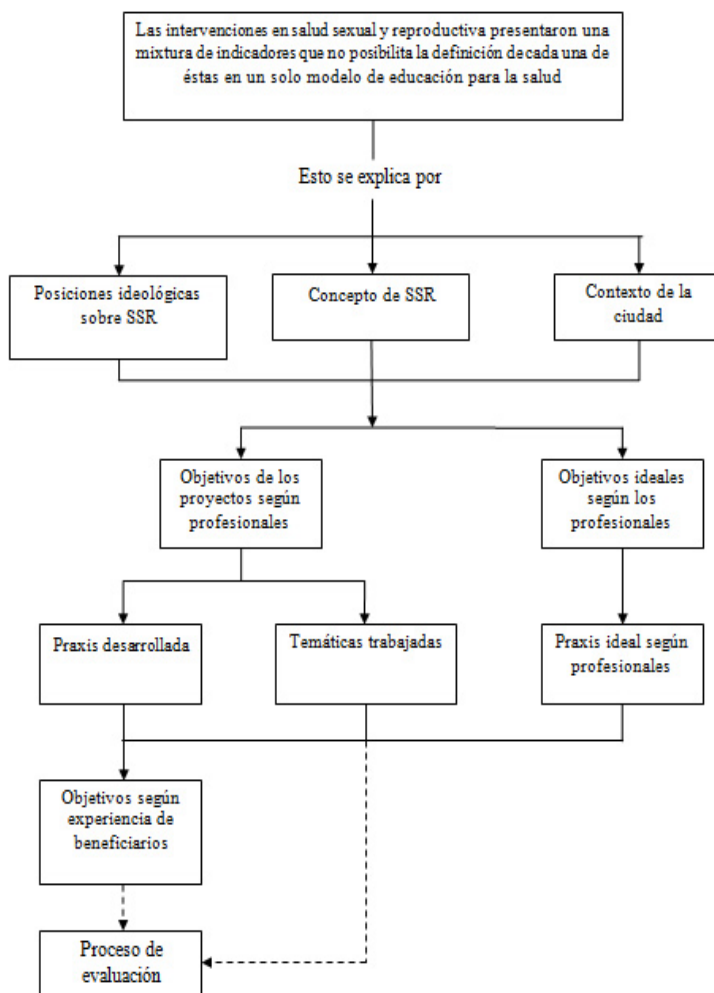 Las intervenciones en salud sexual y reproductiva presentaron una
mixtura de indicadores que no posibilita la definición de cada una de
éstas en un solo modelo de educación para la salud
Esto se explica por
Posiciones ideológicas
sobre SSR
Concepto de SSR
Contexto de la
ciudad
Objetivos de los
proyectos según
profesionales
Objetivos ideales
según los
profesionales
Praxis desarrollada
Temáticas trabajadas
Praxis ideal según
profesionales
Objetivos según
experiencia de
beneficiarios
Proceso de
evaluación